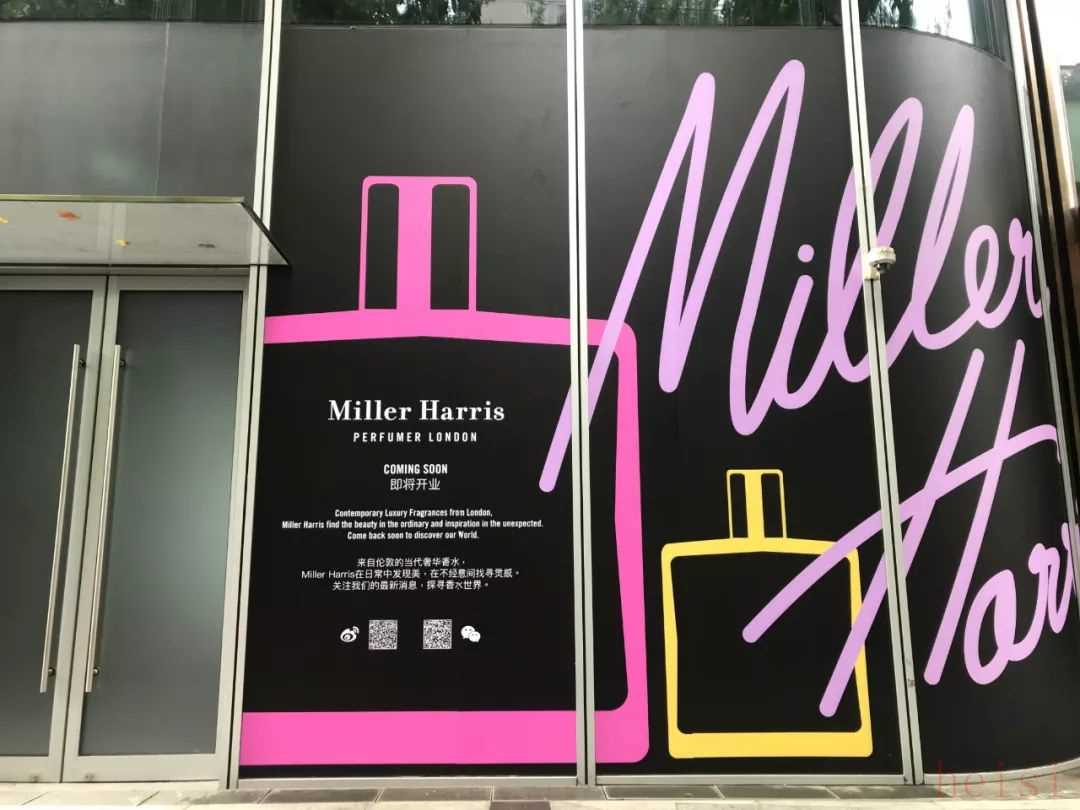 Miller Harris
PERFUMER LONDON
COMING SOON
即将开业
Contemporary Luxury Fragrances from London,
Miller Harris find the beauty in the ordinary and inspiration in the unexpected.
Come back soon to discover our World.
来自伦敦的当代奢华香水，
Miller Harris在日常中发现美，在不经意间找寻灵感。
关注我们的最新消息，探寻香水世界。
Miller
Harr
heisi